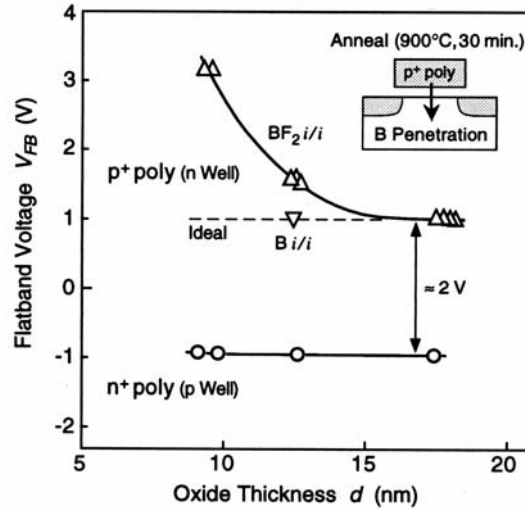 4
3
2
1
0
-1
-2
5
10
15
20
Flatband Voltage V_FB (V)
Oxide Thickness d (nm)
Anneal (900°C, 30 min.)
p⁺ poly
B Penetration
BF₂ i/i
p⁺ poly (n Well)
Ideal
B i/i
≈ 2 V
n⁺ poly (p Well)